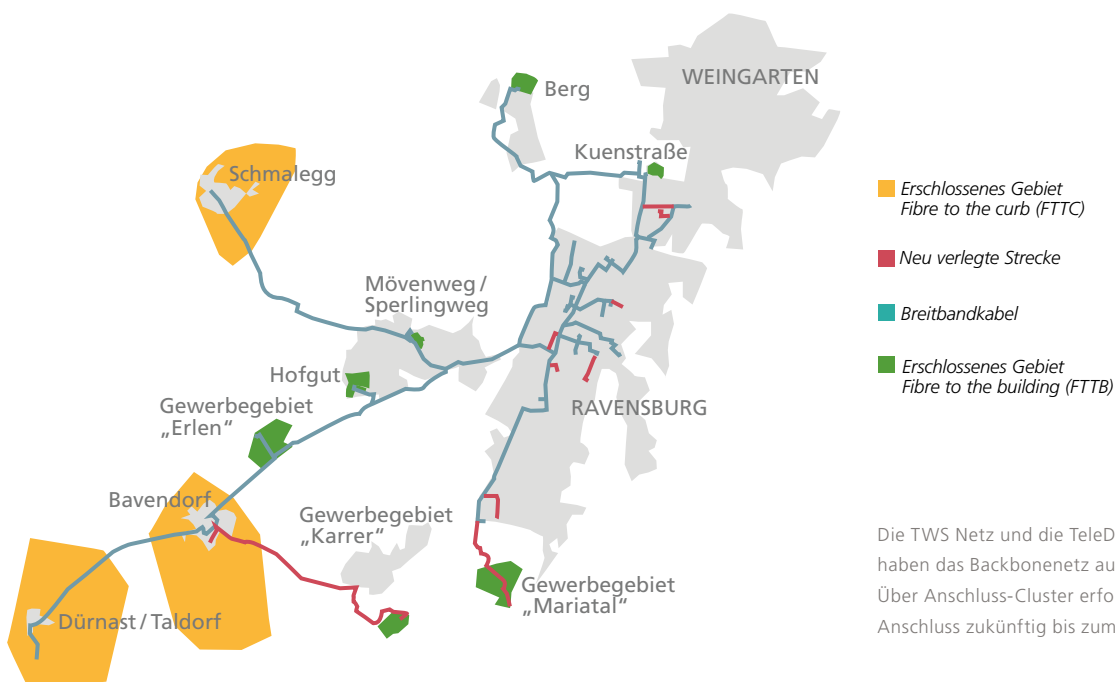 WEINGARTEN
Berg
Kuenstraße
Schmalegg
Mövenweg /
Sperlingweg
Hofgut
Gewerbegebiet
„Erlen“
RAVENSBURG
Bavendorf
Gewerbegebiet
„Karrer“
Gewerbegebiet
„Mariatal“
Dürnast / Taldorf
Erschlossenes Gebiet
Fibre to the curb (FTTC)
Neu verlegte Strecke
Breitbandkabel
Erschlossenes Gebiet
Fibre to the building (FTTB)
Die TWS Netz und die TeleD
haben das Backbonenetz au
Über Anschluss-Cluster erfo
Anschluss zukünftig bis zum